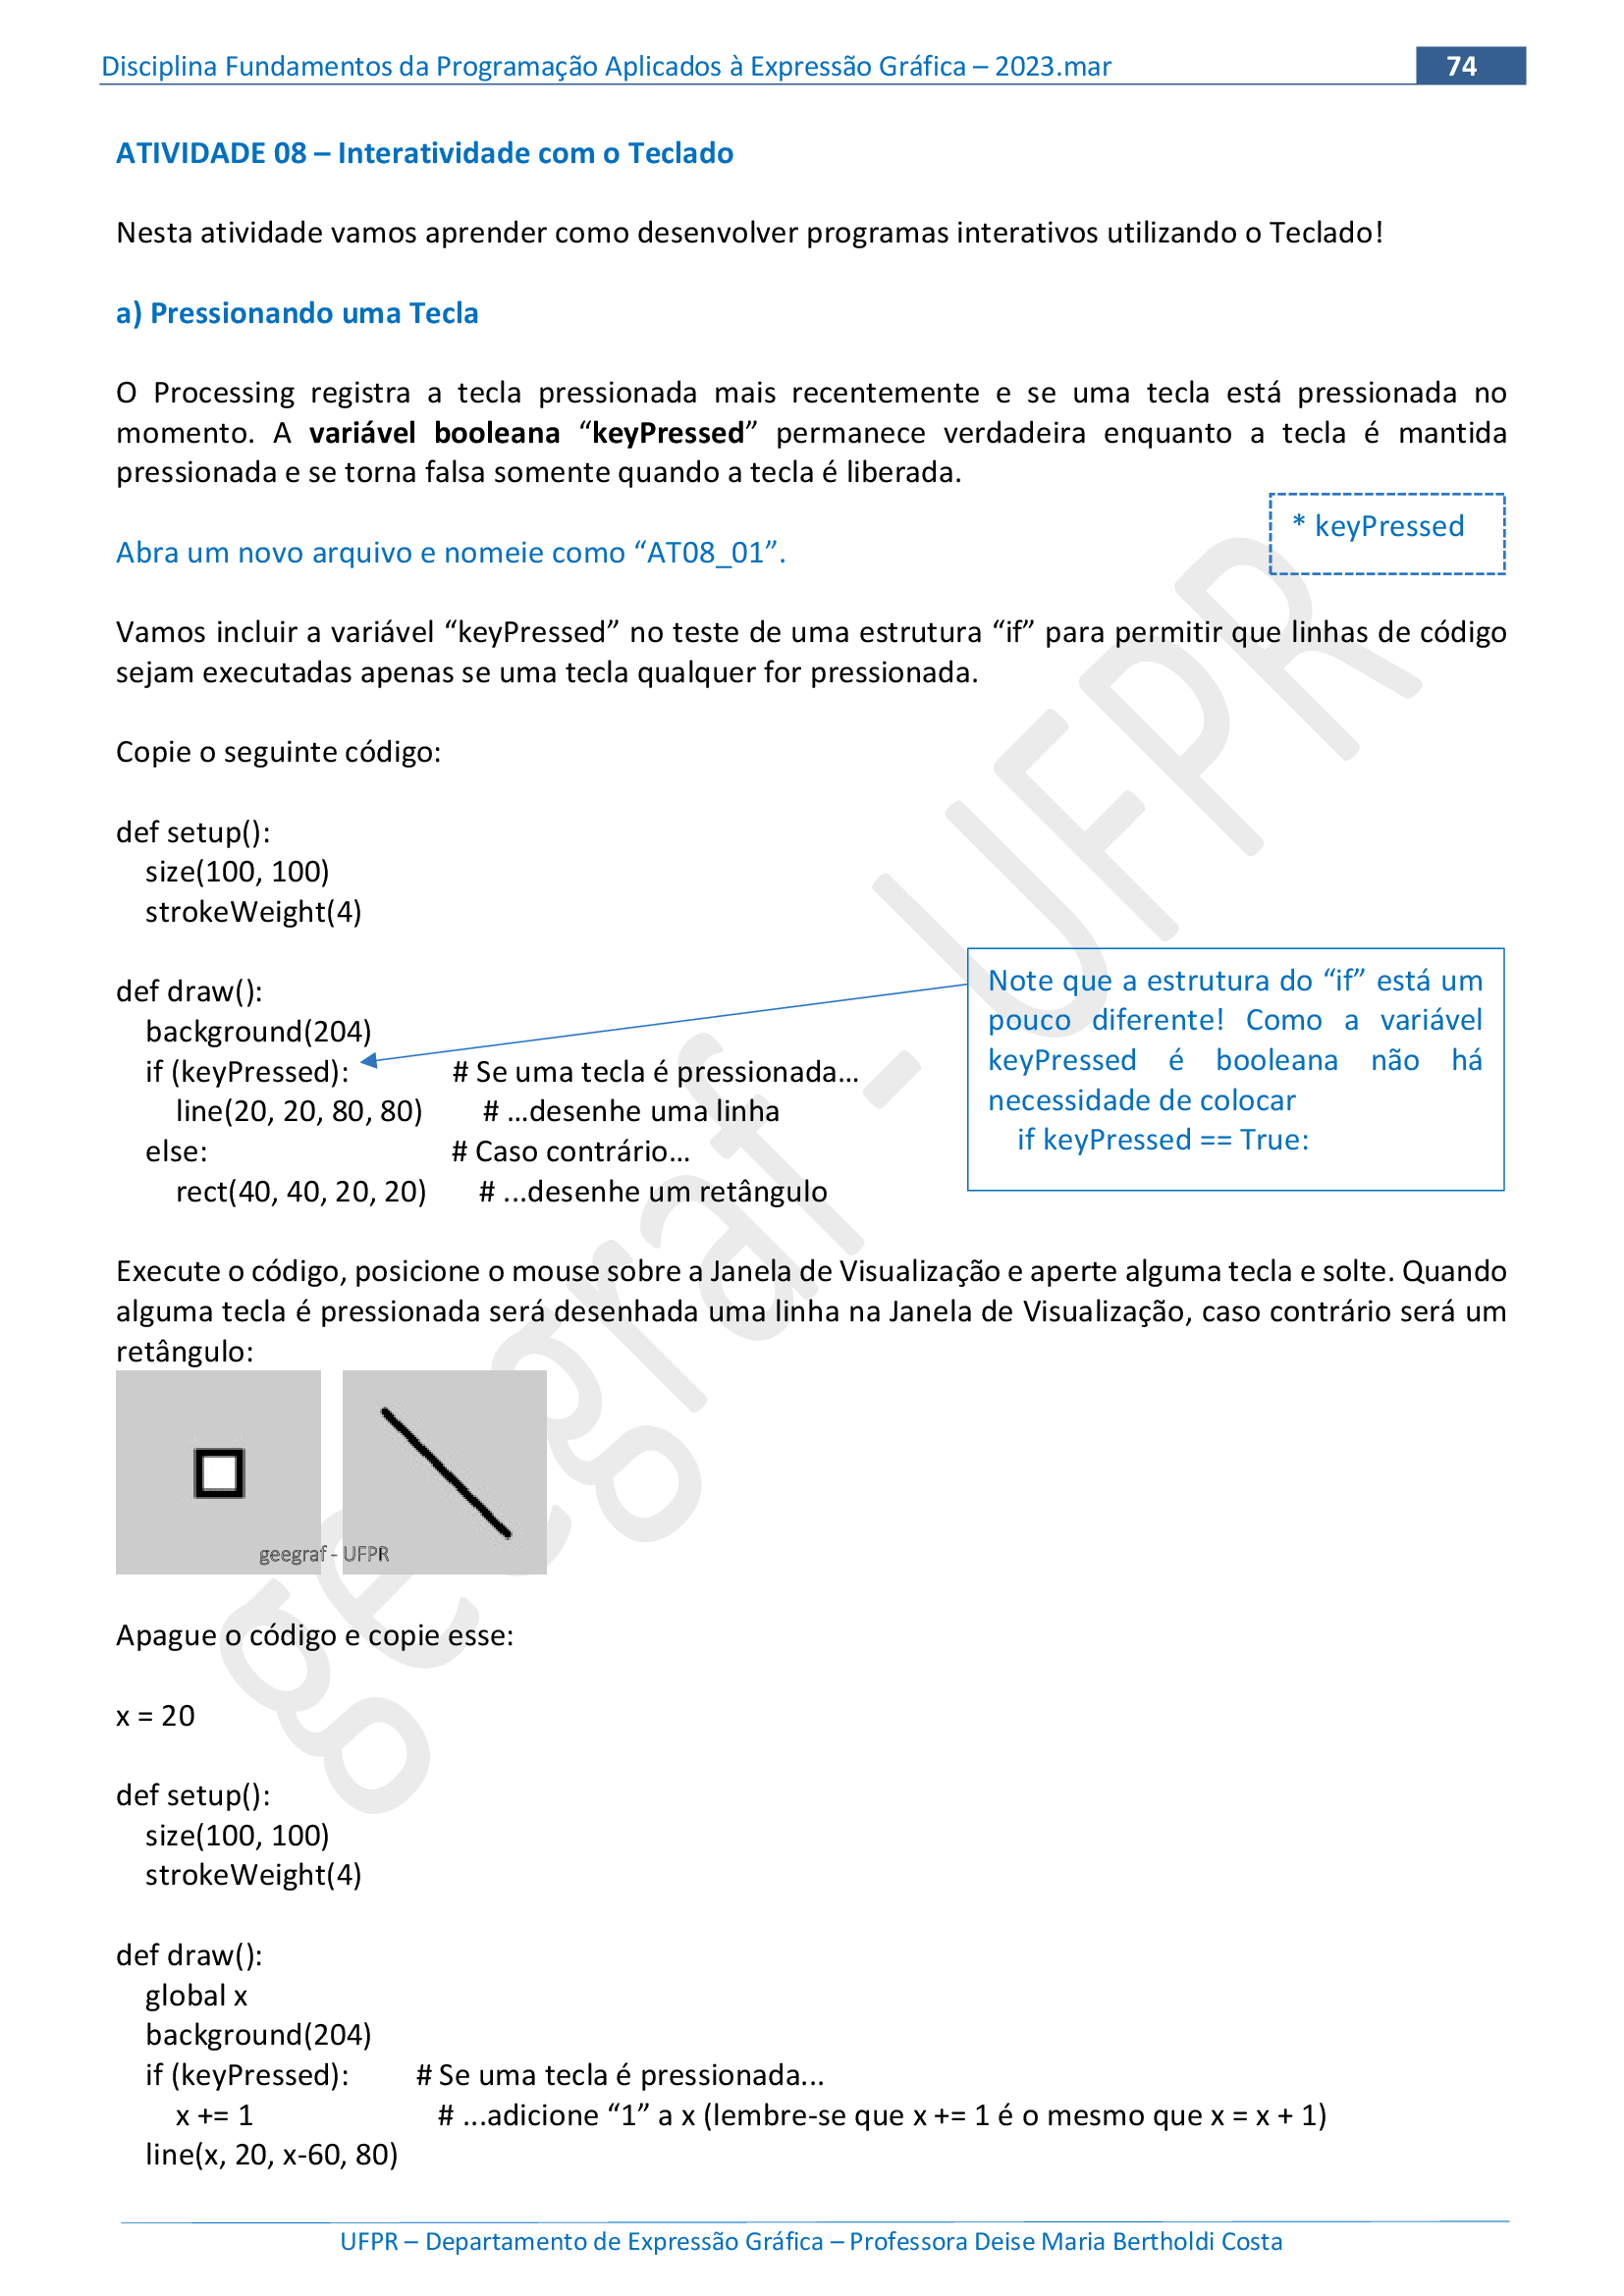 Disciplina Fundamentos da Programação Aplicados à Expressão Gráfica – 2023.mar 74
ATIVIDADE 08 – Interatividade com o Teclado
Nesta atividade vamos aprender como desenvolver programas interativos utilizando o Teclado!
a) Pressionando uma Tecla
O Processing registra a tecla pressionada mais recentemente e se uma tecla está pressionada no
momento. A variável booleana “keyPressed” permanece verdadeira enquanto a tecla é mantida
pressionada e se torna falsa somente quando a tecla é liberada.
* keyPressed
Abra um novo arquivo e nomeie como “AT08_01”.
Vamos incluir a variável “keyPressed” no teste de uma estrutura “if” para permitir que linhas de código
sejam executadas apenas se uma tecla qualquer for pressionada.
Copie o seguinte código:
def setup():
size(100, 100)
strokeWeight(4)
def draw():
background(204)
if (keyPressed): # Se uma tecla é pressionada...
line(20, 20, 80, 80) # ...desenhe uma linha
else: # Caso contrário...
rect(40, 40, 20, 20) # ...desenhe um retângulo
Note que a estrutura do “if” está um
pouco diferente! Como a variável
keyPressed é booleana não há
necessidade de colocar
if keyPressed == True:
Execute o código, posicione o mouse sobre a Janela de Visualização e aperte alguma tecla e solte. Quando
alguma tecla é pressionada será desenhada uma linha na Janela de Visualização, caso contrário será um
retângulo:
geegraf - UFPR
Apague o código e copie esse:
x = 20
def setup():
size(100, 100)
strokeWeight(4)
def draw():
global x
background(204)
if (keyPressed): # Se uma tecla é pressionada...
x += 1 # ...adicione “1” a x (lembre-se que x += 1 é o mesmo que x = x + 1)
line(x, 20, x-60, 80)
UFPR – Departamento de Expressão Gráfica – Professora Deise Maria Bertholdi Costa
geegraf - UFPR